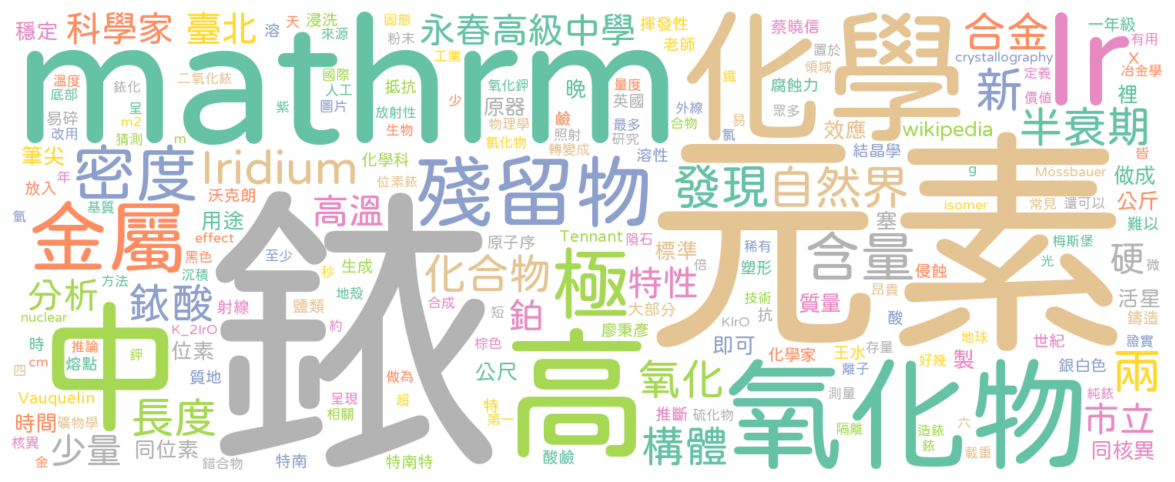 穩定 科學家 臺北 溶 天 浸洗 來源 固態 粉末 永春高級中學 揮發性 老師 蔡曉信 置於 領域 合金 Ir 一年級 有用
mathrm 化學 工業 鐵 crystallography 定義 X 冶金學
溫度 底部 銥化 二氧化銥 國際 人工 圖片 抵抗 氧化鉀 晚 量度 英國 腐蝕力 新 價值 裡
易碎 改用 呈 m2 猜測 m 紫 放射性 生物 少 原器 物理學 氯化物 鹼 照射 轉變成 最多 研究 外線 合物 眾多 氯 易 效應 wikipedia 半衰期
筆尖 密度 Iridium 化學科 位素銥 殘留物 溶性 發現 結晶學 自然界 g 皆 Mössbauer 做成
放入 年 基質 沃克朗 isomer 常見 還可以 公斤
氫 金屬 黑色 effect 用途 高溫 銥 原子序 Tennant 隕石 標準 塞 元素 難以
沉積 方法 至少 秒 生成 化合物 極 特性 倍 稀有 塑形 含量 侵蝕 光 梅斯堡 硬 微
分析 銥酸 射線 地殼 鹽類 合成 短 鉑 大部分 質量 技術 抗 昂貴 活星
nuclear 中 K_2IrO 約 廖秉彥 KIrO 酸 鑄造
時 cm 推論 鉀 位素 棕色 高 即可 化學家 王水 存量 地球 世紀 證實
四 熔點 質地 做為 公尺 氧化 離子 好幾 製 銀白色 兩
Vauquelin 長度 呈現 超 特 推斷 氧化物 測量 六 純銥
時間 礦物學 相關 第一 硫化物 隔離 造銥 銥 市立
核異 少量 同位素 特南 特南特 構體 載重 同核異
金 錯合物 酸鹼